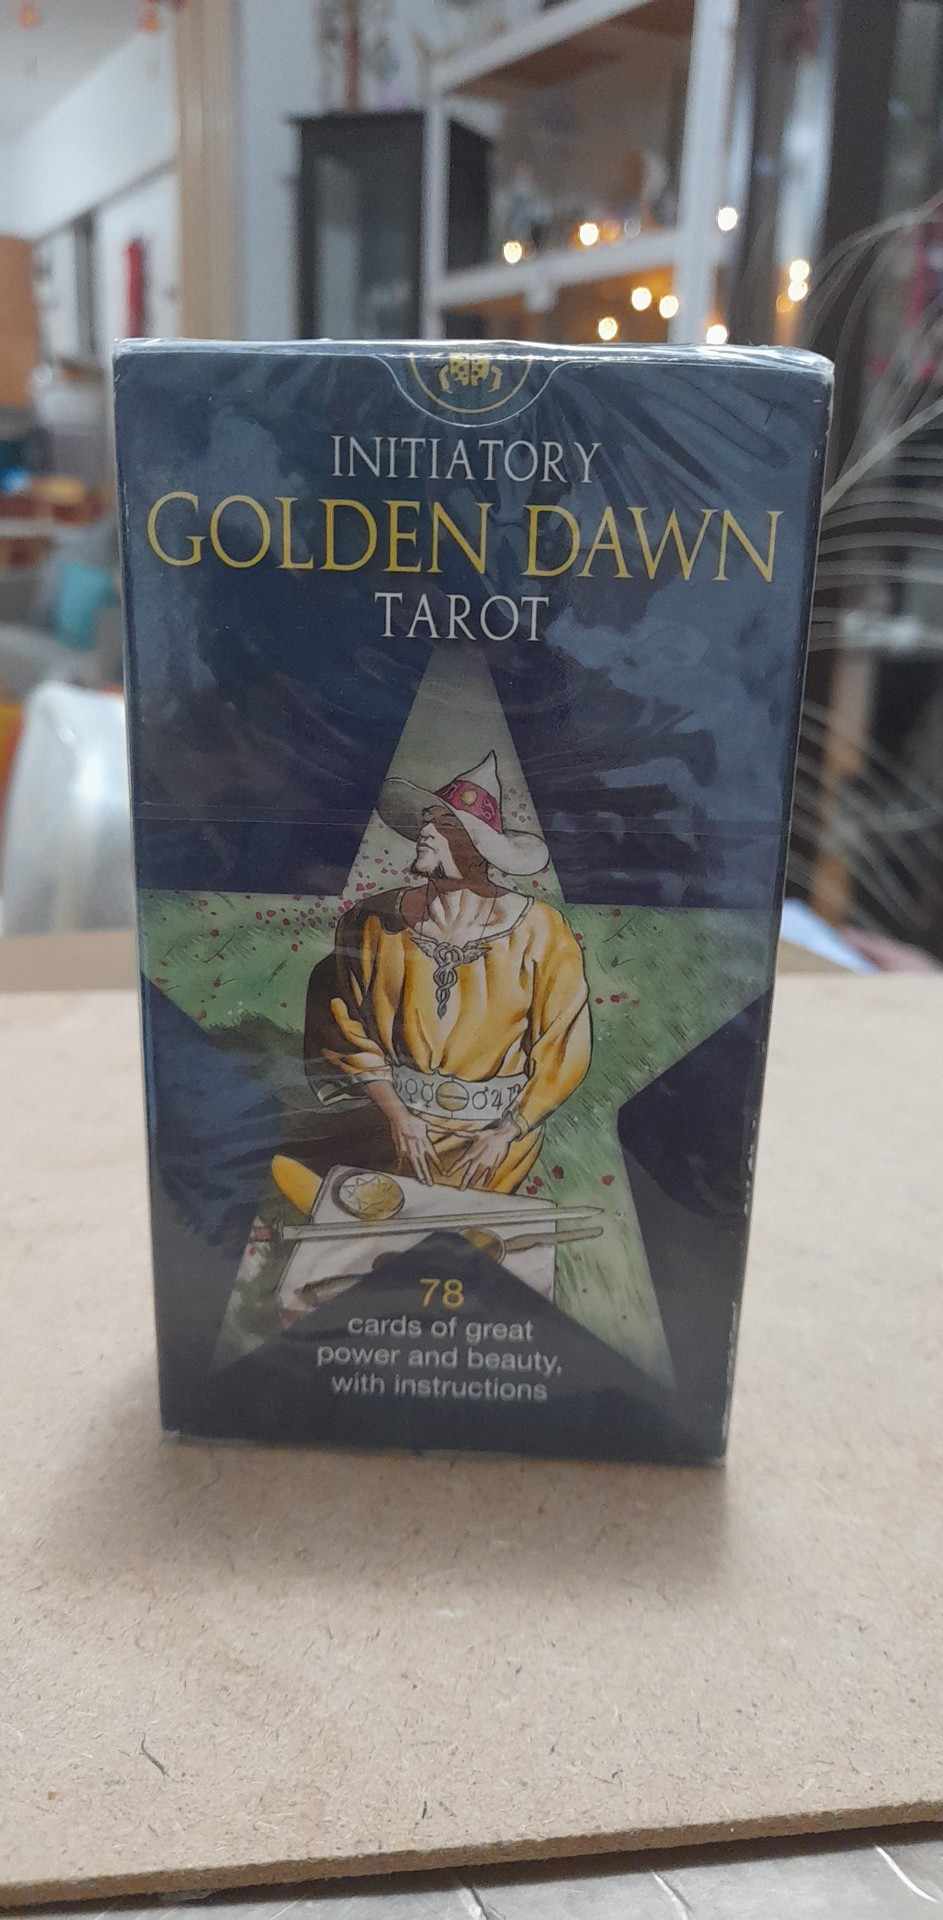 INITIATORY
GOLDEN DAWN
TAROT
78
cards of great
power and beauty,
with instructions